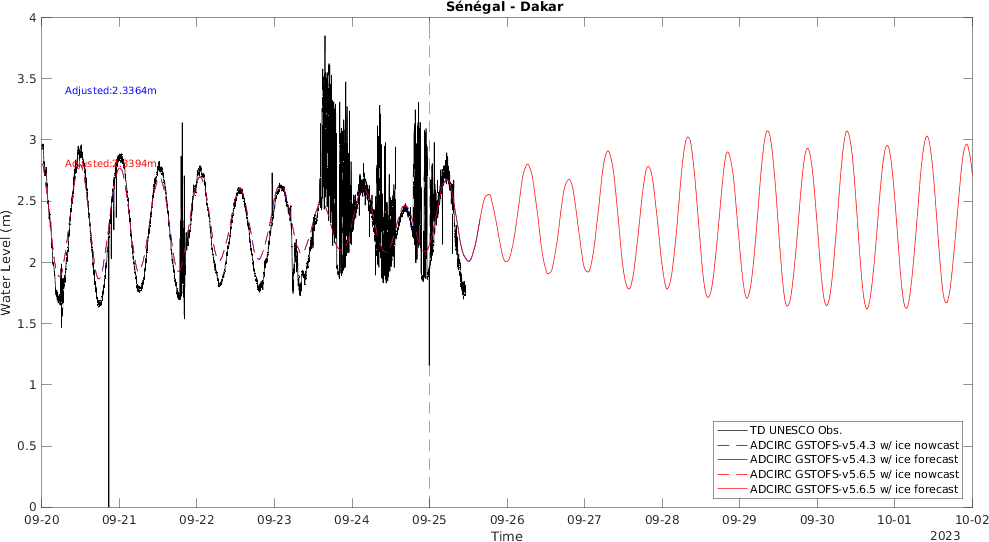 Sénégal - Dakar
4
3.5
3
2.5
2
1.5
1
0.5
0
Water Level (m)
Adjusted:2.3364m
Adjusted:2.3394m
TD UNESCO Obs.
ADCIRC GSTOFS-v5.4.3 w/ ice nowcast
ADCIRC GSTOFS-v5.4.3 w/ ice forecast
ADCIRC GSTOFS-v5.6.5 w/ ice nowcast
ADCIRC GSTOFS-v5.6.5 w/ ice forecast
09-20 09-21 09-22 09-23 09-24 09-25 09-26 09-27 09-28 09-29 09-30 10-01 10-02
Time
2023